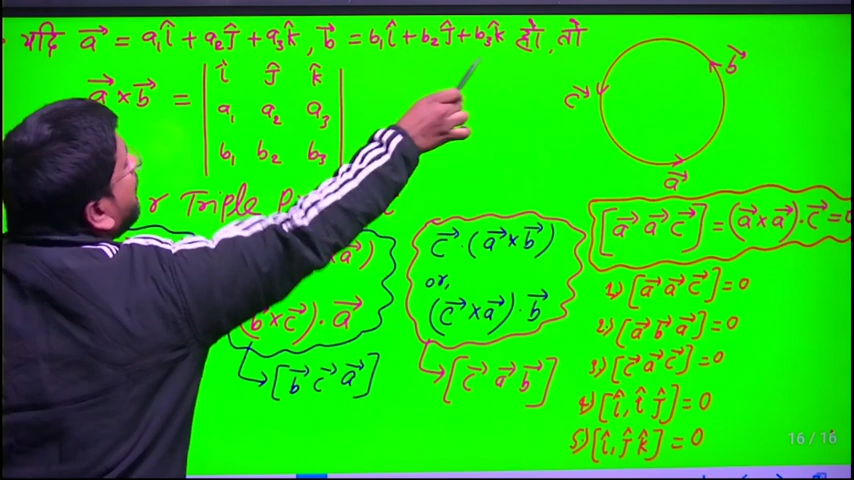 यदि a⃗ = a₁î + a₂ĵ + a₃k̂, b⃗ = b₁î + b₂ĵ + b₃k̂ हो, तो
a⃗ × b⃗ = | î ĵ k̂ |
| a₁ a₂ a₃ |
| b₁ b₂ b₃ |
b⃗
c⃗
a⃗
r Triple
a⃗)
(b⃗ × c⃗) · a⃗
[b⃗ c⃗ a⃗]
c⃗ · (a⃗ × b⃗)
or,
(c⃗ × a⃗) · b⃗
[c⃗ a⃗ b⃗]
[a⃗ a⃗ c⃗] = (a⃗ × a⃗) · c⃗ = 0
1) [a⃗ a⃗ c⃗] = 0
2) [a⃗ b⃗ a⃗] = 0
3) [c⃗ a⃗ c⃗] = 0
4) [î, î ĵ] = 0
5) [î, ĵ k̂] = 0
16 / 16